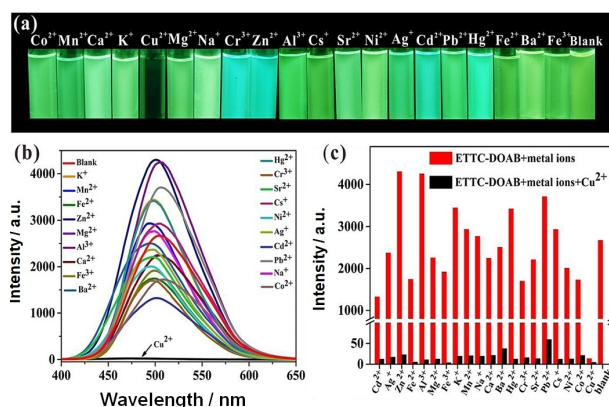 (a)
Co2+ Mn2+ Ca2+ K+ Cu2+ Mg2+ Na+ Cr3+ Zn2+ Al3+ Cs+ Sr2+ Ni2+ Ag+ Cd2+ Pb2+ Hg2+ Fe2+ Ba2+ Fe3+ Blank
(b)
Intensity / a.u.
4000
3000
2000
1000
0
Blank
K+
Mn2+
Fe2+
Zn2+
Mg2+
Al3+
Ca2+
Fe3+
Ba2+
Hg2+
Cr3+
Sr2+
Cs+
Ni2+
Ag+
Cd2+
Pb2+
Na+
Co2+
Cu2+
400 450 500 550 600 650
Wavelength / nm
(c)
ETTC-DOAB+metal ions
ETTC-DOAB+metal ions+Cu2+
Intensity / a.u.
4000
3000
2000
1000
50
0
Cd2+ Ag+ Zn2+ Fe2+ Al3+ Mg2+ Fe3+ K+ Mn2+ Na+ Ca2+ Ba2+ Hg2+ Cr3+ Sr2+ Pb2+ Cs+ Ni2+ Co2+ Cu2+ blank